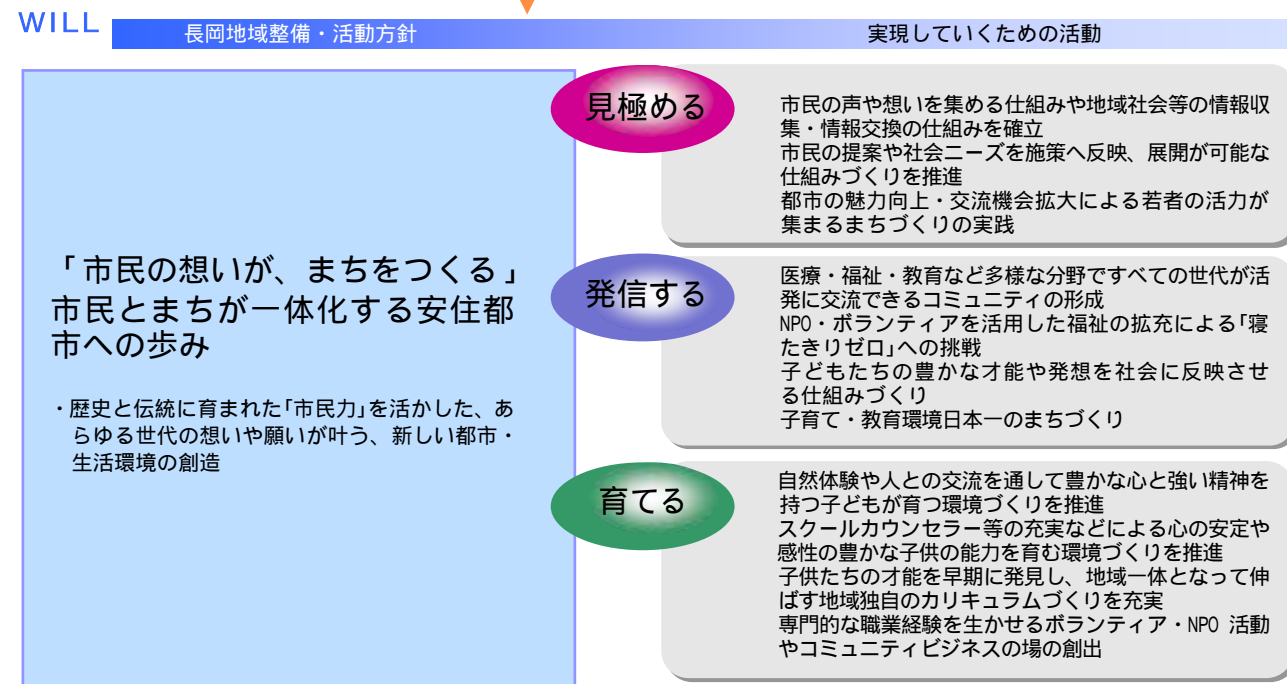 WILL
長岡地域整備・活動方針
実現していくための活動
「市民の想いが、まちをつくる」
市民とまちが一体化する安住都
市への歩み
・歴史と伝統に育まれた「市民力」を活かした、あ
らゆる世代の想いや願いが叶う、新しい都市・
生活環境の創造
見極める
市民の声や想いを集める仕組みや地域社会等の情報収
集・情報交換の仕組みを確立
市民の提案や社会ニーズを施策へ反映、展開が可能な
仕組みづくりを推進
都市の魅力向上・交流機会拡大による若者の活力が
集まるまちづくりの実践
発信する
医療・福祉・教育など多様な分野ですべての世代が活
発に交流できるコミュニティの形成
NPO・ボランティアを活用した福祉の拡充による「寝
たきりゼロ」への挑戦
子どもたちの豊かな才能や発想を社会に反映させ
る仕組みづくり
子育て・教育環境日本一のまちづくり
育てる
自然体験や人との交流を通して豊かな心と強い精神を
持つ子どもが育つ環境づくりを推進
スクールカウンセラー等の充実などによる心の安定や
感性の豊かな子供の能力を育む環境づくりを推進
子供たちの才能を早期に発見し、地域一体となって伸
ばす地域独自のカリキュラムづくりを充実
専門的な職業経験を生かせるボランティア・NPO 活動
やコミュニティビジネスの場の創出